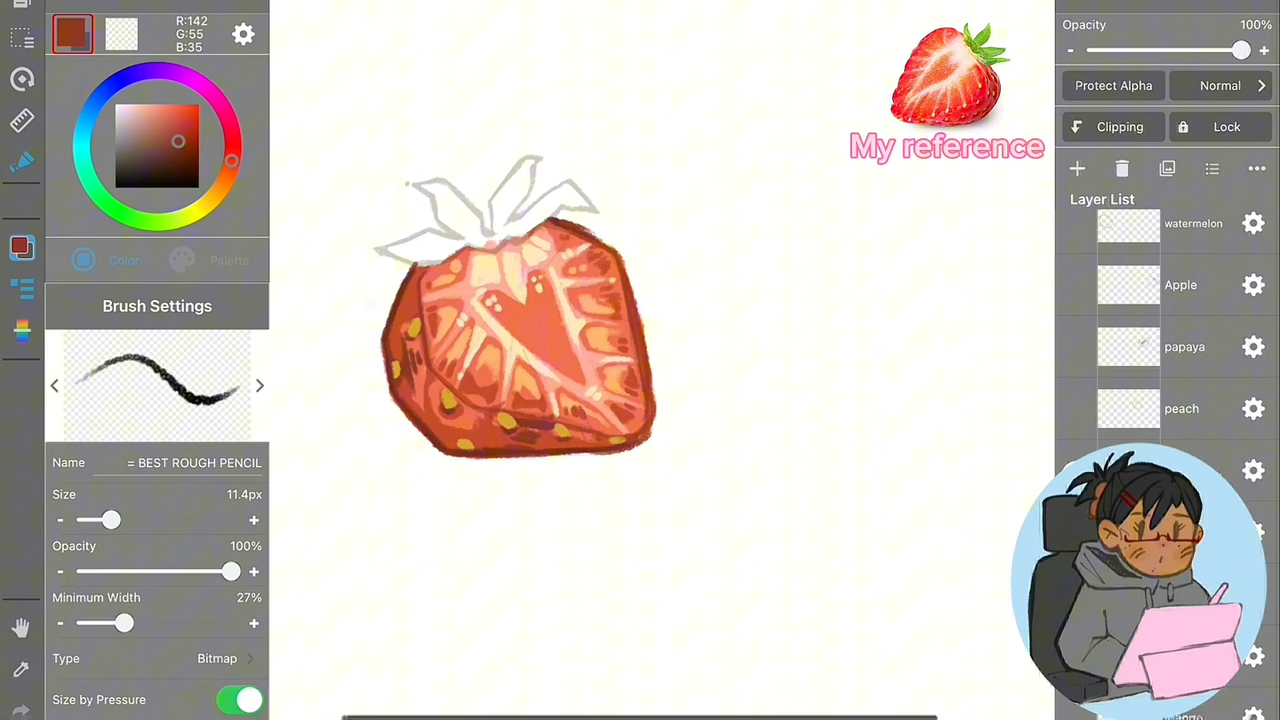 R:142
G:55
B:35
Color
Palette
Brush Settings
Name = BEST ROUGH PENCIL
Size 11.4px
- +
Opacity 100%
- +
Minimum Width 27%
- +
Type Bitmap
Size by Pressure
My reference
Opacity 100%
- +
Protect Alpha Normal
Clipping Lock
Layer List
watermelon
Apple
papaya
peach